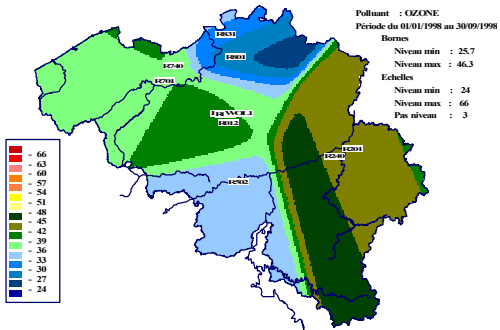 Polluant : OZONE
Période du 01/01/1998 au 30/09/1998
Bornes
Niveau min : 25.7
Niveau max : 46.3
Echelles
Niveau min : 24
Niveau max : 66
Pas niveau : 3
R831
R801
R740
R701
R012
R201
R240
R502
- 66
- 63
- 60
- 57
- 54
- 51
- 48
- 45
- 42
- 39
- 36
- 33
- 30
- 27
- 24